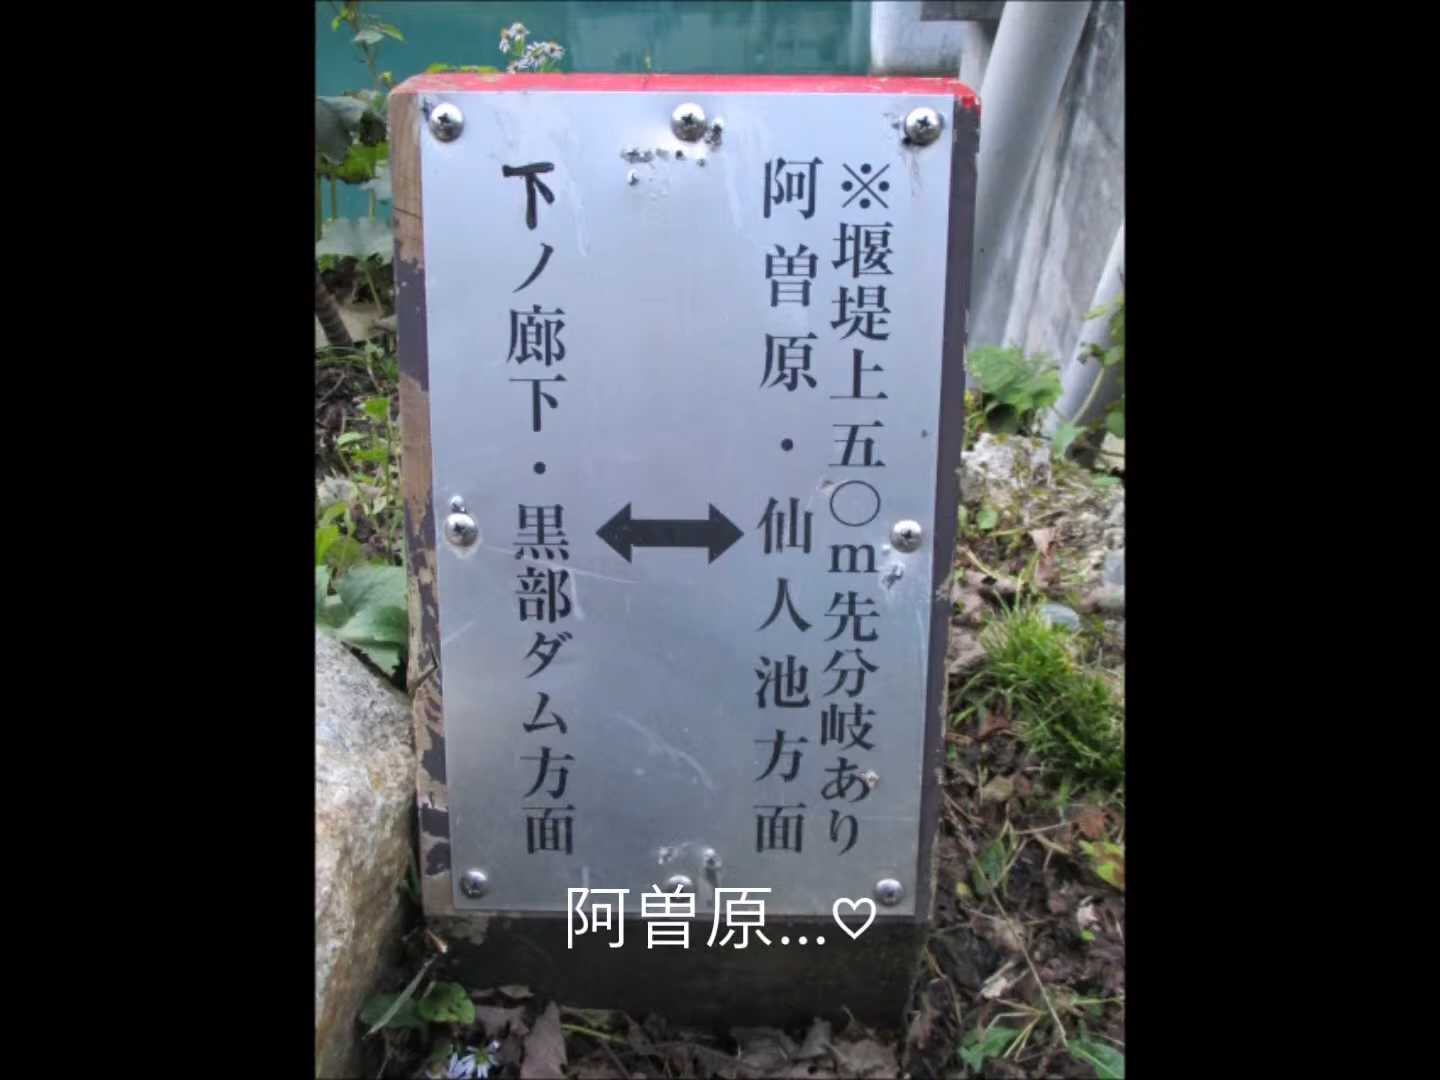 ※堰堤上五〇m先分岐あり
阿曽原・仙人池方面
下ノ廊下・黒部ダム方面
阿曽原…♡